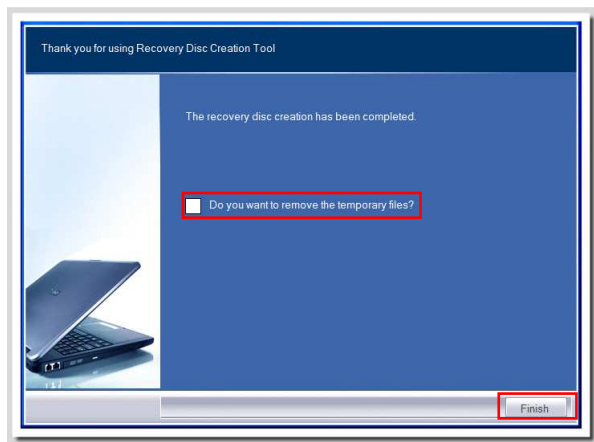 Thank you for using Recovery Disc Creation Tool
The recovery disc creation has been completed.
Do you want to remove the temporary files?
Finish